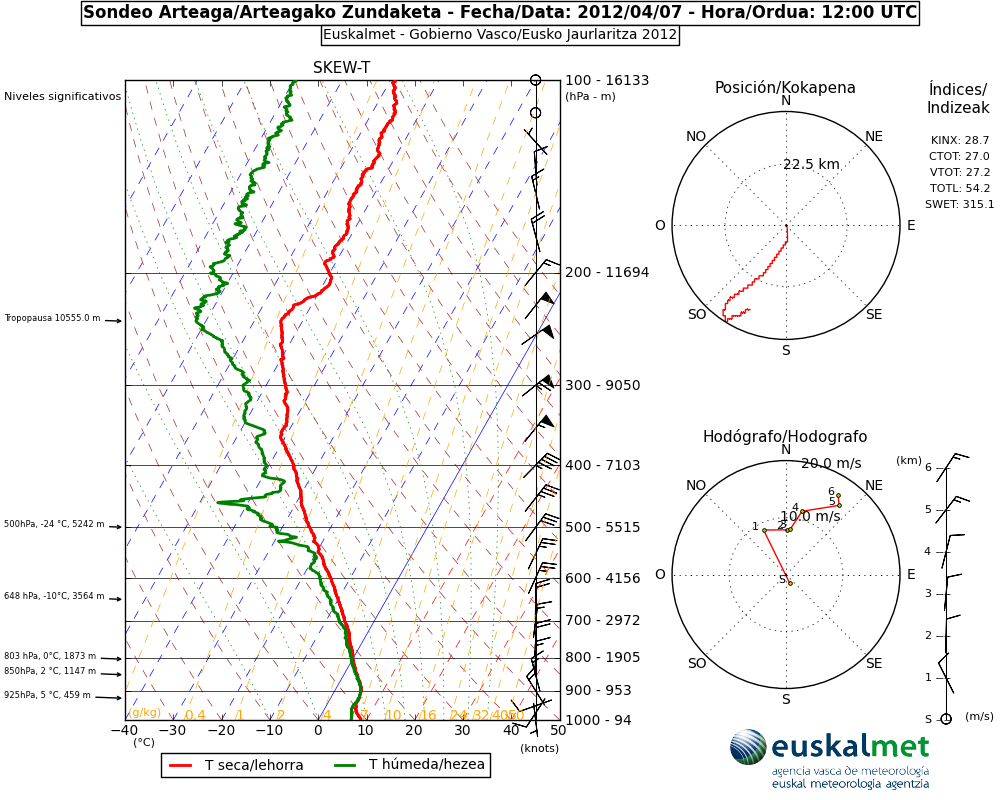 Sondeo Arteaga/Arteagako Zundaketa - Fecha/Data: 2012/04/07 - Hora/Ordua: 12:00 UTC
Euskalmet - Gobierno Vasco/Eusko Jaurlaritza 2012
SKEW-T
Niveles significativos
100 - 16133
(hPa - m)
200 - 11694
Tropopausa 10555.0 m
300 - 9050
400 - 7103
500hPa, -24 °C, 5242 m
500 - 5515
600 - 4156
648 hPa, -10°C, 3564 m
700 - 2972
803 hPa, 0°C, 1873 m
800 - 1905
850hPa, 2 °C, 1147 m
900 - 953
925hPa, 5 °C, 459 m
(g/kg) 0.4 1 2 4 7 10 16 24 32 40 50
1000 - 94
−40 −30 −20 −10 0 10 20 30 40 50
(°C)
(knots)
T seca/lehorra T húmeda/hezea
Posición/Kokapena
N
NO NE
22.5 km
O E
SO SE
S
Índices/
Indizeak
KINX: 28.7
CTOT: 27.0
VTOT: 27.2
TOTL: 54.2
SWET: 315.1
Hodógrafo/Hodografo
N
20.0 m/s
NO NE
6
5
4
10.0 m/s
1 2
O S E
SO SE
S
(km) 6
5
4
3
2
1
S (m/s)
euskalmet
agencia vasca de meteorología
euskal meteorologia agentzia